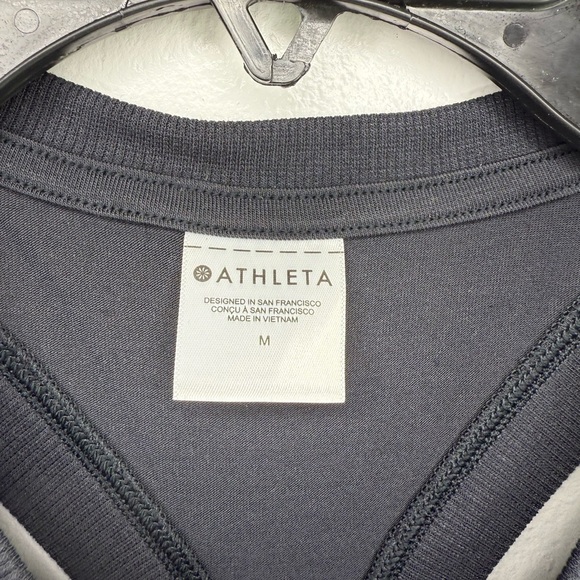 ATHLETA
DESIGNED IN SAN FRANCISCO
CONÇU À SAN FRANCISCO
MADE IN VIETNAM
M